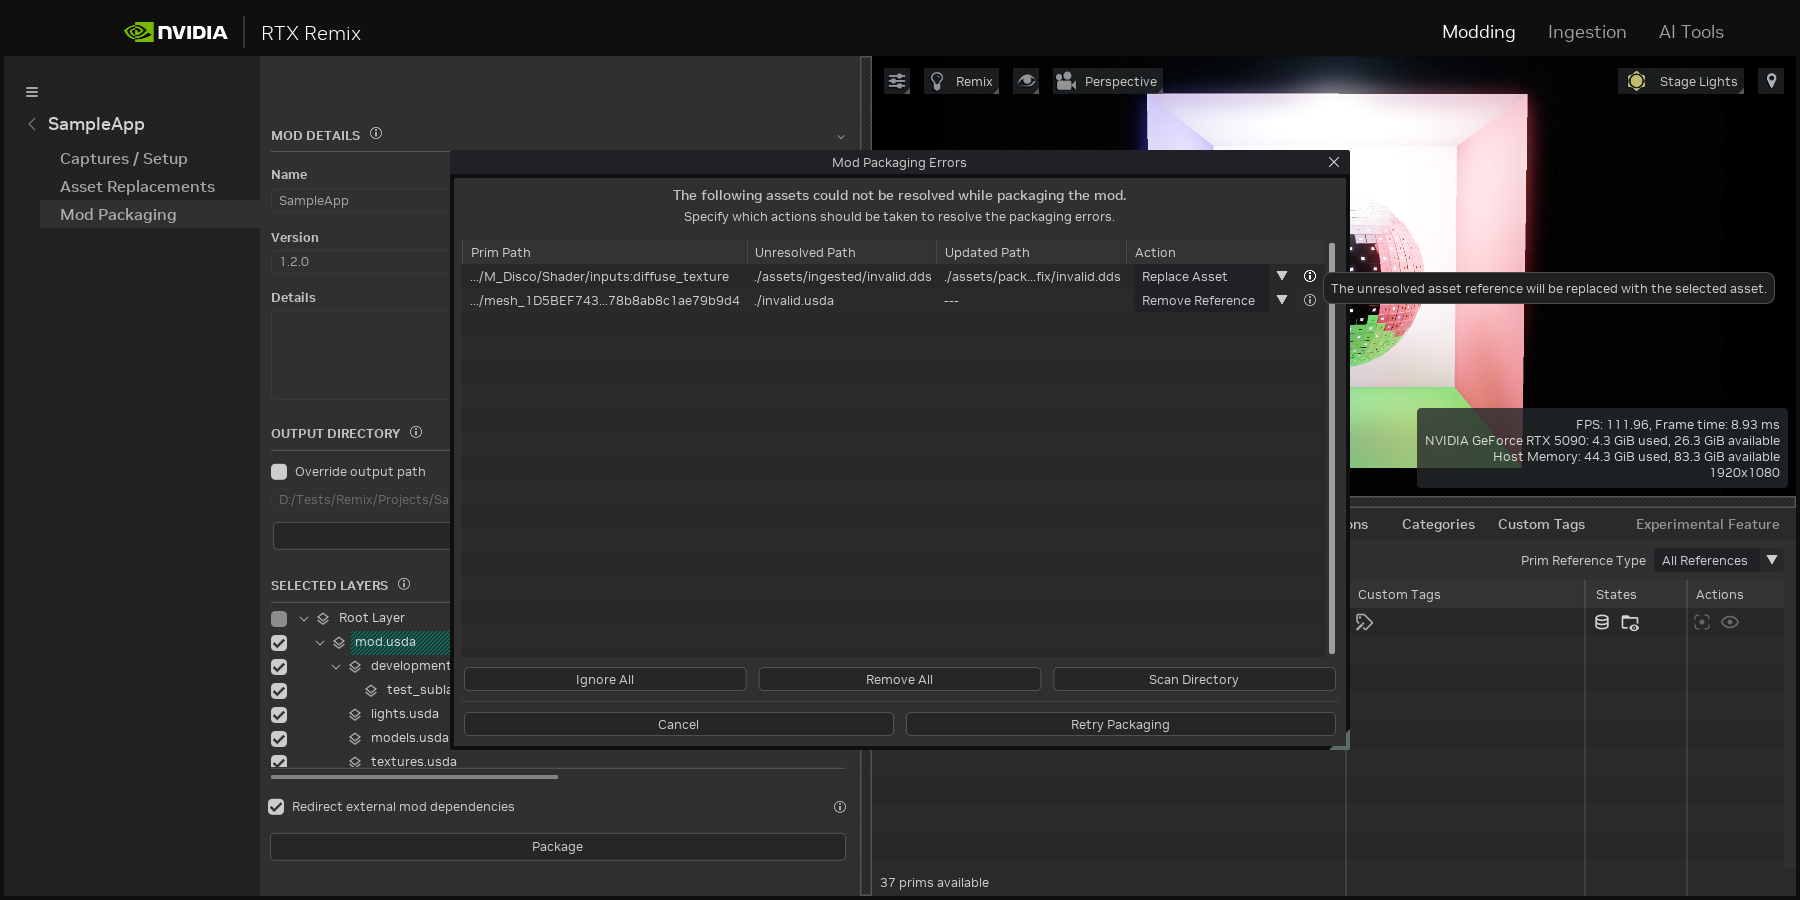 NVIDIA
RTX Remix
Modding
Ingestion
AI Tools
SampleApp
Captures / Setup
Asset Replacements
Mod Packaging
MOD DETAILS
Name
SampleApp
Version
1.2.0
Details
OUTPUT DIRECTORY
Override output path
D:/Tests/Remix/Projects/Sa
SELECTED LAYERS
Root Layer
mod.usda
development
test_subla
lights.usda
models.usda
textures.usda
Redirect external mod dependencies
Package
Mod Packaging Errors
The following assets could not be resolved while packaging the mod.
Specify which actions should be taken to resolve the packaging errors.
Prim Path Unresolved Path Updated Path Action
.../M_Disco/Shader/inputs:diffuse_texture ./assets/ingested/invalid.dds ./assets/pack...fix/invalid.dds Replace Asset
.../mesh_1D5BEF743...78b8ab8c1ae79b9d4 ./invalid.usda --- Remove Reference
The unresolved asset reference will be replaced with the selected asset.
Ignore All
Remove All
Scan Directory
Cancel
Retry Packaging
Remix
Perspective
Stage Lights
FPS: 111.96, Frame time: 8.93 ms
NVIDIA GeForce RTX 5090: 4.3 GiB used, 26.3 GiB available
Host Memory: 44.3 GiB used, 83.3 GiB available
1920x1080
ons Categories Custom Tags Experimental Feature
Prim Reference Type All References
Custom Tags States Actions
37 prims available